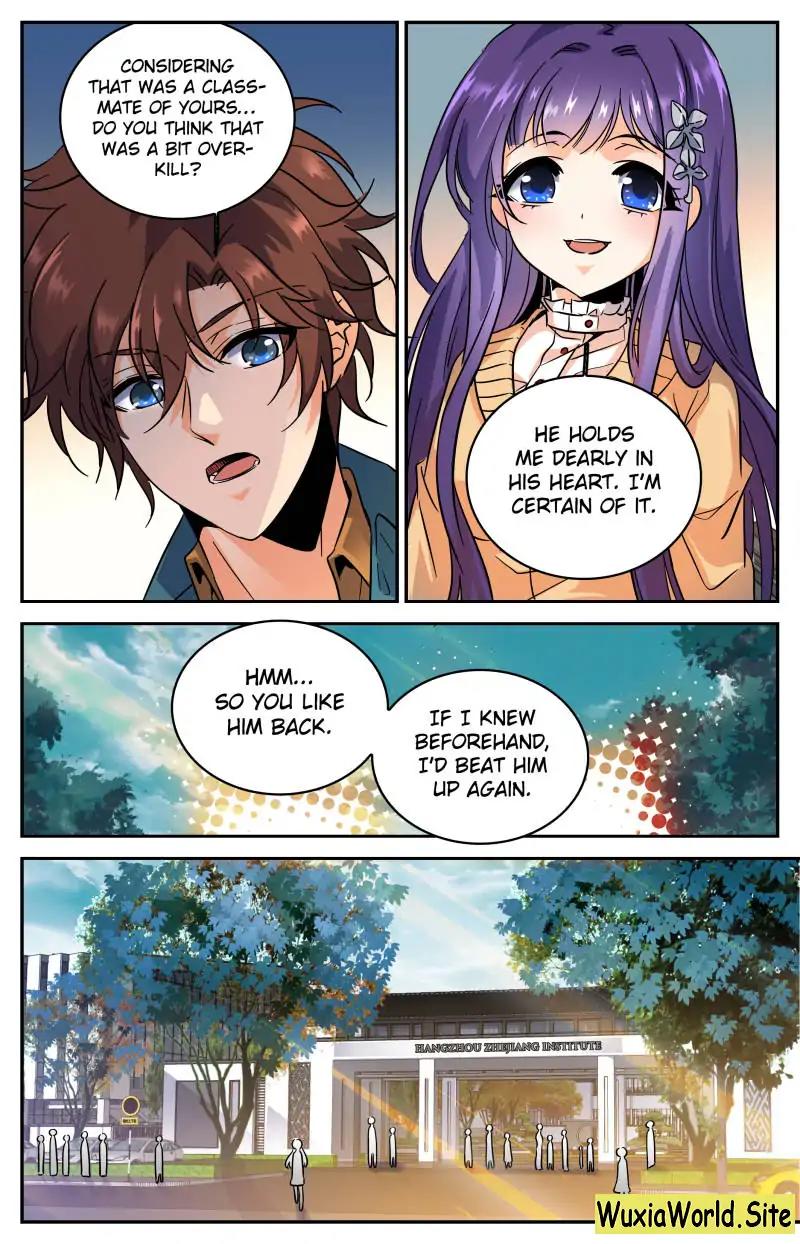 CONSIDERING
THAT WAS A CLASS-
MATE OF YOURS...
DO YOU THINK THAT
WAS A BIT OVER-
KILL?
HE HOLDS
ME DEARLY IN
HIS HEART. I'M
CERTAIN OF IT.
HMM...
SO YOU LIKE
HIM BACK.
IF I KNEW
BEFOREHAND,
I'D BEAT HIM
UP AGAIN.
HANGZHOU ZHEJIANG INSTITUTE
WuxiaWorld.Site